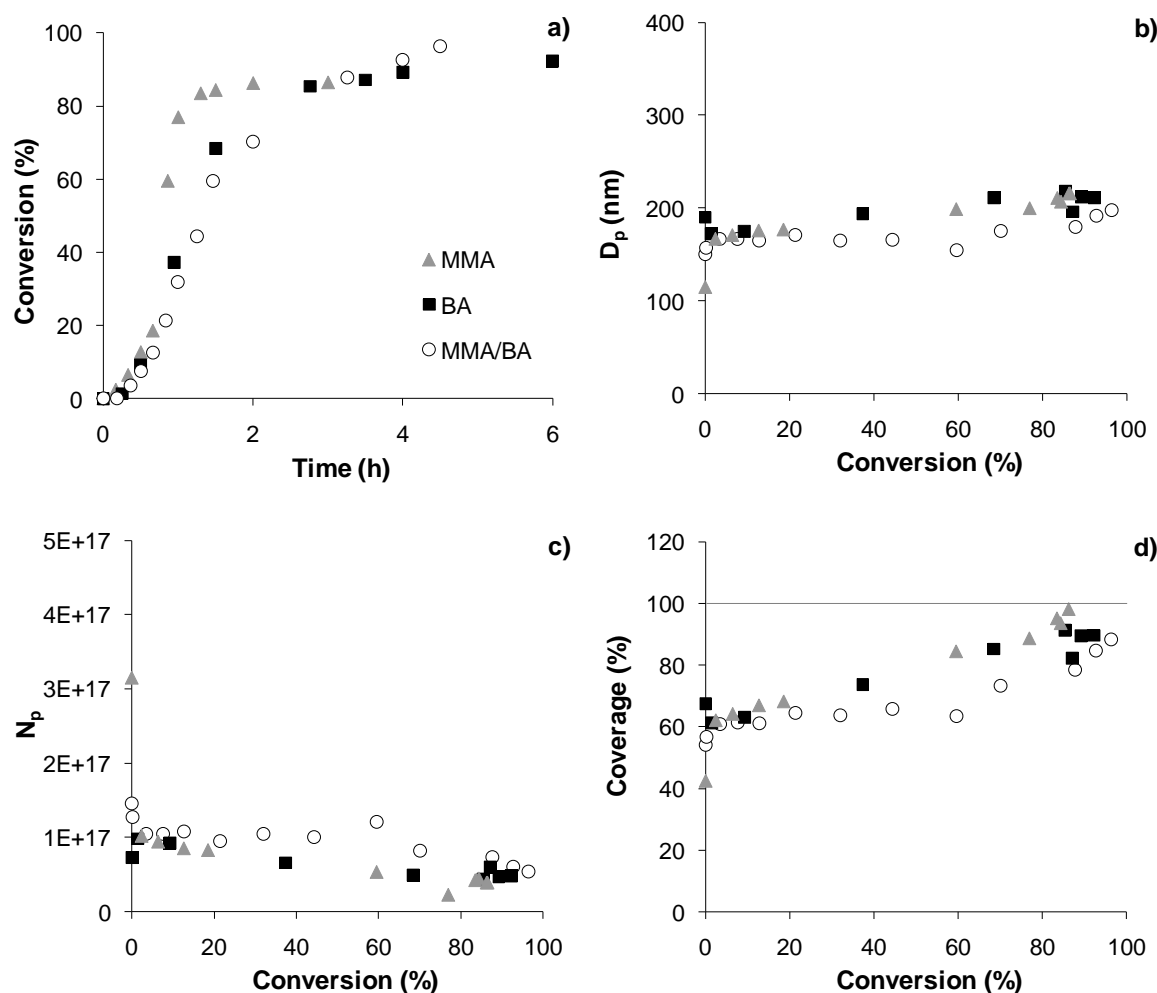 a)
100
80
60
40
20
0
Conversion (%)
MMA
BA
MMA/BA
0 2 4 6
Time (h)
b)
400
300
200
100
0
Dp (nm)
0 20 40 60 80 100
Conversion (%)
c)
5E+17
4E+17
3E+17
2E+17
1E+17
0
Np
0 20 40 60 80 100
Conversion (%)
d)
120
100
80
60
40
20
0
Coverage (%)
0 20 40 60 80 100
Conversion (%)